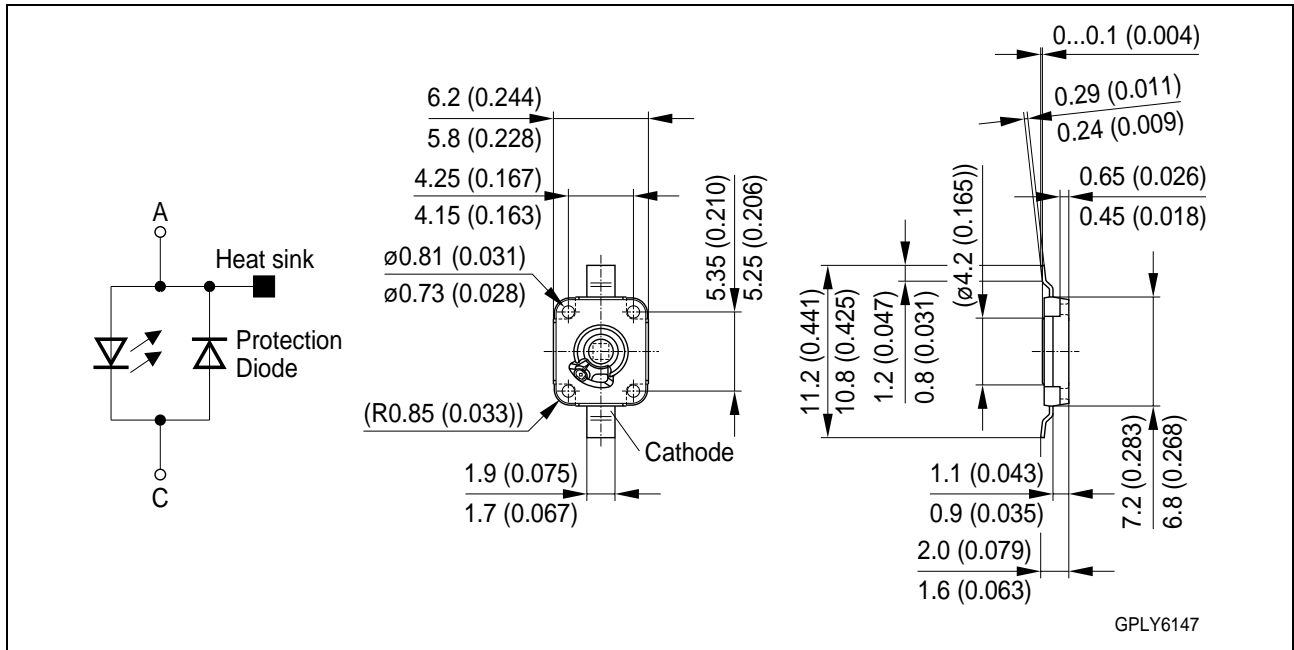 A
Heat sink
Protection
Diode
C
6.2 (0.244)
5.8 (0.228)
4.25 (0.167)
4.15 (0.163)
ø0.81 (0.031)
ø0.73 (0.028)
(R0.85 (0.033))
1.9 (0.075)
1.7 (0.067)
Cathode
5.35 (0.210)
5.25 (0.206)
11.2 (0.441)
10.8 (0.425)
1.2 (0.047)
0.8 (0.031)
(ø4.2 (0.165))
0...0.1 (0.004)
0.29 (0.011)
0.24 (0.009)
0.65 (0.026)
0.45 (0.018)
7.2 (0.283)
6.8 (0.268)
1.1 (0.043)
0.9 (0.035)
2.0 (0.079)
1.6 (0.063)
GPLY6147